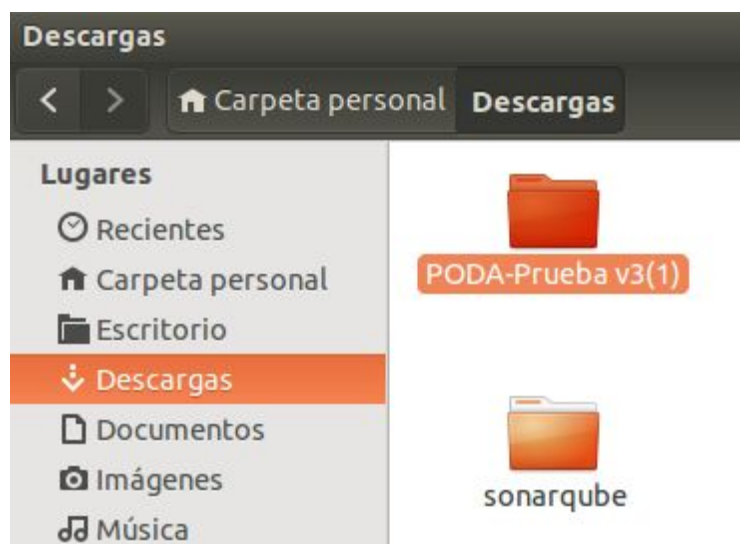 Descargas
Carpeta personal Descargas
Lugares
Recientes
Carpeta personal
Escritorio
Descargas
Documentos
Imágenes
Música
PODA-Prueba v3(1)
sonarqube